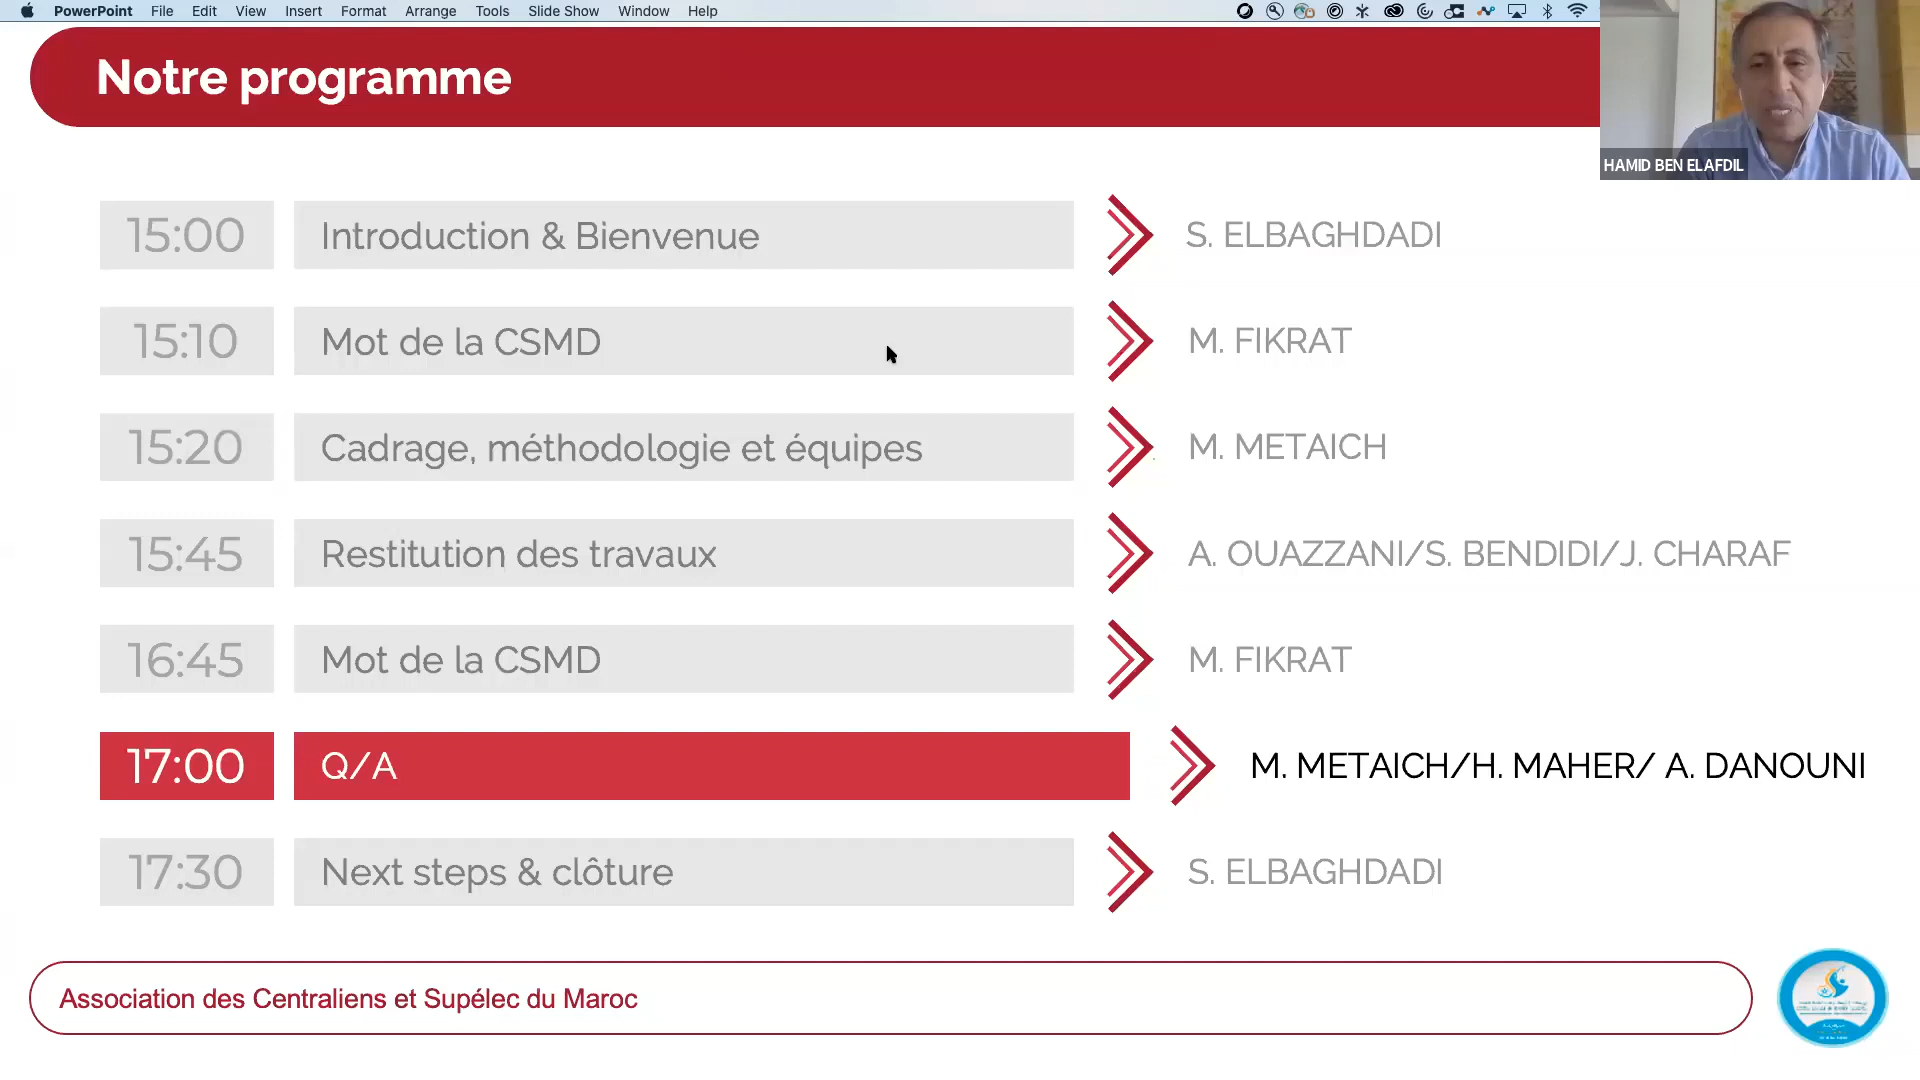 PowerPoint File Edit View Insert Format Arrange Tools Slide Show Window Help
Notre programme
HAMID BEN ELAFDIL
15:00 Introduction & Bienvenue S. ELBAGHDADI
15:10 Mot de la CSMD M. FIKRAT
15:20 Cadrage, méthodologie et équipes M. METAICH
15:45 Restitution des travaux A. OUAZZANI/S. BENDIDI/J. CHARAF
16:45 Mot de la CSMD M. FIKRAT
17:00 Q/A M. METAICH/H. MAHER/ A. DANOUNI
17:30 Next steps & clôture S. ELBAGHDADI
Association des Centraliens et Supélec du Maroc